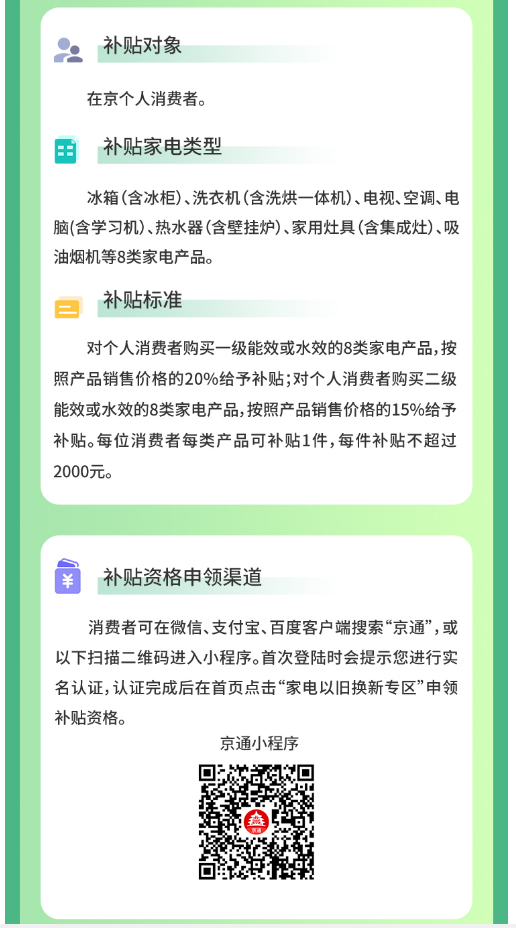 补贴对象
在京个人消费者。
补贴家电类型
冰箱(含冰柜)、洗衣机(含洗烘一体机)、电视、空调、电
脑(含学习机)、热水器(含壁挂炉)、家用灶具(含集成灶)、吸
油烟机等8类家电产品。
补贴标准
对个人消费者购买一级能效或水效的8类家电产品,按
照产品销售价格的20%给予补贴;对个人消费者购买二级
能效或水效的8类家电产品,按照产品销售价格的15%给予
补贴。每位消费者每类产品可补贴1件,每件补贴不超过
2000元。
补贴资格申领渠道
消费者可在微信、支付宝、百度客户端搜索“京通”,或
以下扫描二维码进入小程序。首次登陆时会提示您进行实
名认证,认证完成后在首页点击“家电以旧换新专区”申领
补贴资格。
京通小程序
京通